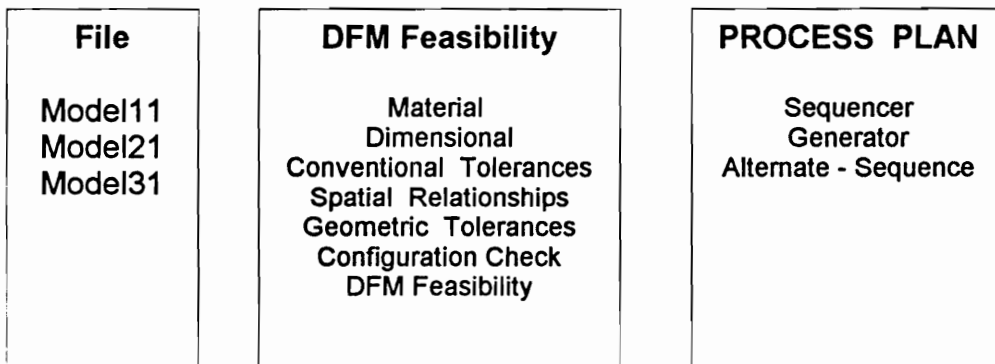 File
Model11
Model21
Model31
DFM Feasibility
Material
Dimensional
Conventional Tolerances
Spatial Relationships
Geometric Tolerances
Configuration Check
DFM Feasibility
PROCESS PLAN
Sequencer
Generator
Alternate - Sequence